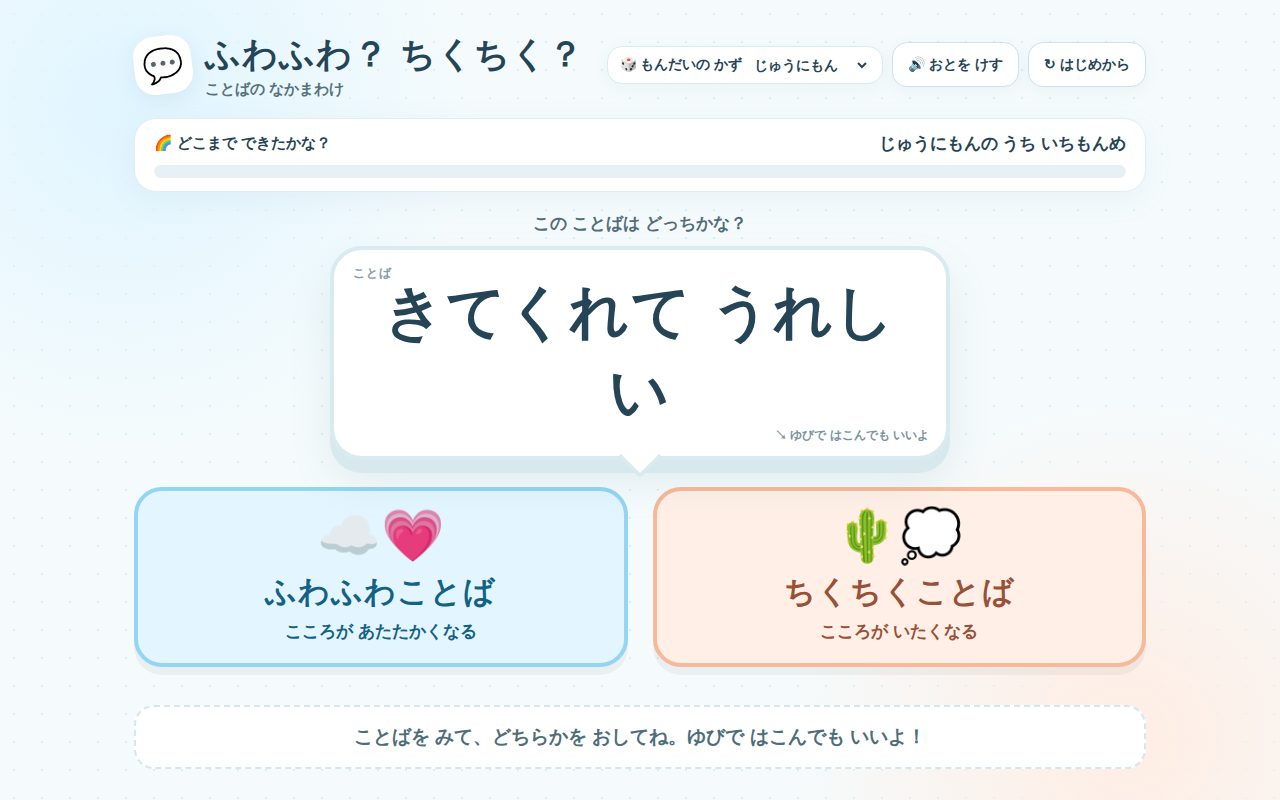 ふわふわ？ ちくちく？
ことばの なかまわけ
もんだいの かず じゅうにもん
おとを けす
はじめから
どこまで できたかな？
じゅうにもんの うち いちもんめ
この ことばは どっちかな？
ことば
きてくれて うれし
い
↘ ゆびで はこんでも いいよ
ふわふわことば
こころが あたたかくなる
ちくちくことば
こころが いたくなる
ことばを みて、どちらかを おしてね。ゆびで はこんでも いいよ！